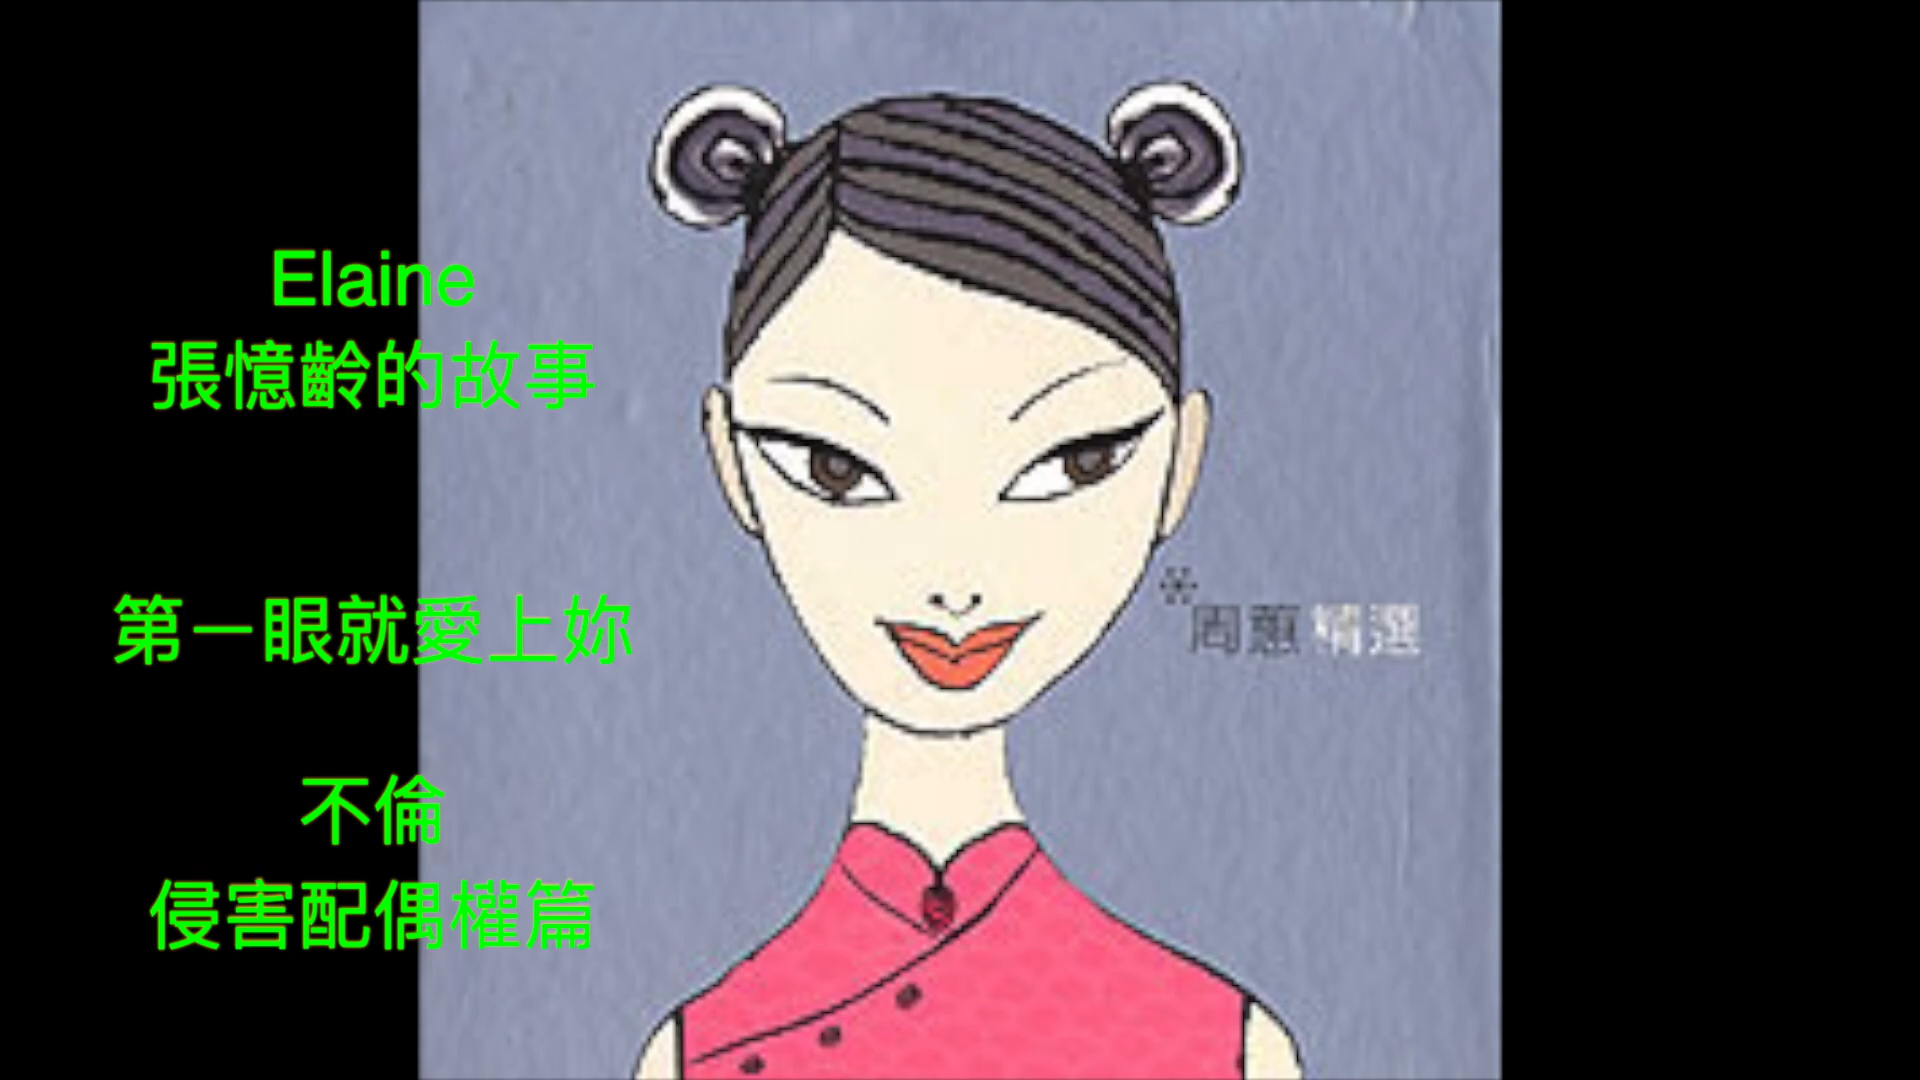 Elaine
張憶齡的故事
第一眼就愛上妳
周蕙 精選
不倫
侵害配偶權篇